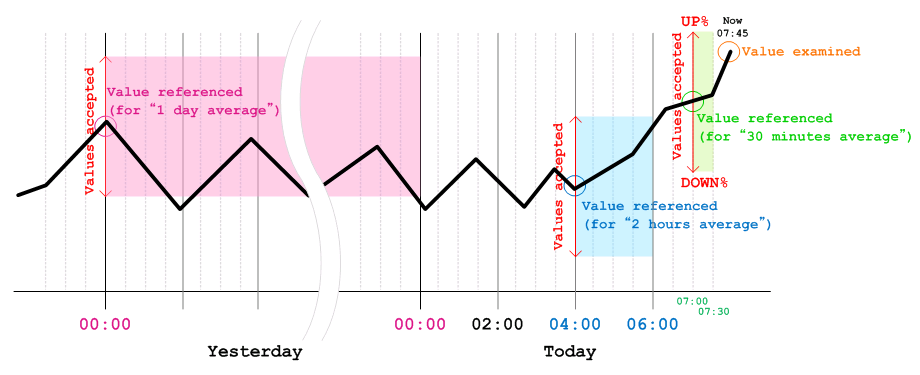 UP%
Now
07:45
Value examined
Values accepted
Value referenced
(for “1 day average”)
Values accepted
Value referenced
(for “30 minutes average”)
DOWN%
Values accepted
Value referenced
(for “2 hours average”)
07:00
07:30
00:00
00:00
02:00
04:00
06:00
Yesterday
Today